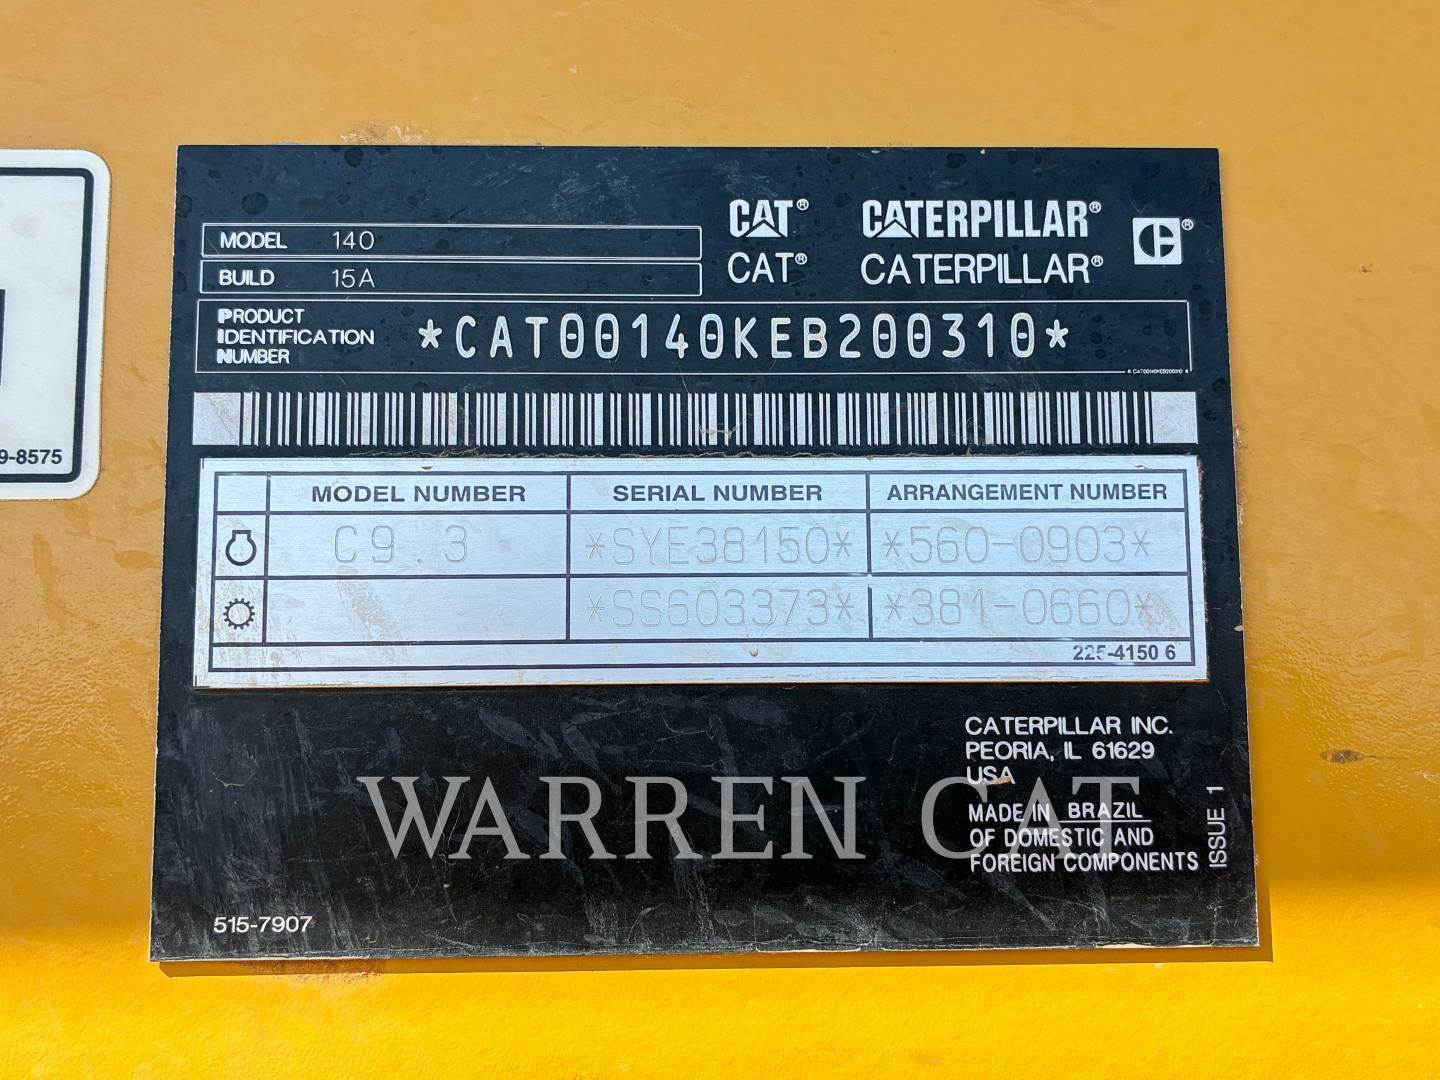 MODEL 140
BUILD 15A
CAT® CATERPILLAR® ®
CAT® CATERPILLAR®
PRODUCT
IDENTIFICATION
NUMBER
*CAT00140KEB200310*
* CAT00140KEB200310 *
9-8575
MODEL NUMBER SERIAL NUMBER ARRANGEMENT NUMBER
C9.3 *SYE38150* *560-0903*
*SS603373* *381-0660*
225-4150 6
CATERPILLAR INC.
PEORIA, IL 61629
USA
MADE IN BRAZIL
OF DOMESTIC AND
FOREIGN COMPONENTS
ISSUE 1
WARREN CAT
515-7907